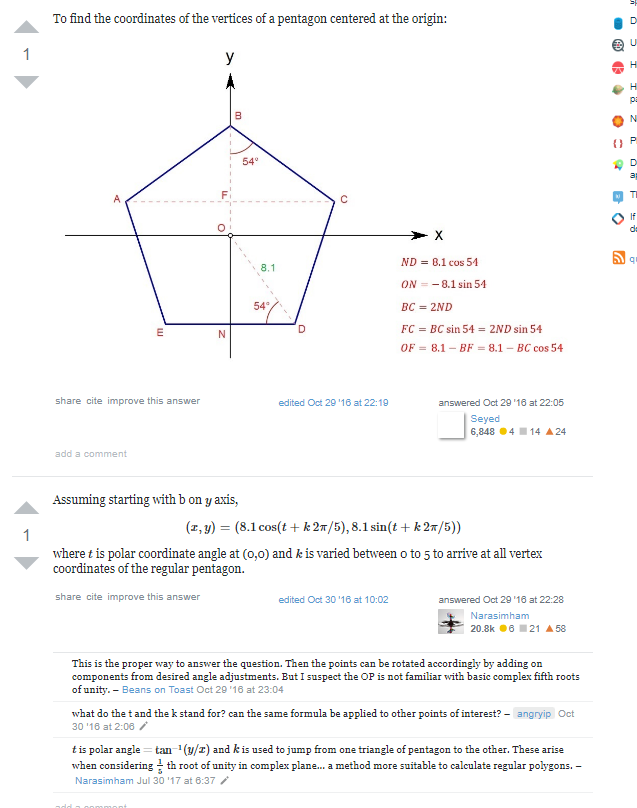 To find the coordinates of the vertices of a pentagon centered at the origin:
1
y
B
54°
A
F
C
O
X
8.1
ND = 8.1 cos 54
ON = − 8.1 sin 54
54°
BC = 2ND
E
N
D
FC = BC sin 54 = 2ND sin 54
OF = 8.1 − BF = 8.1 − BC cos 54
share cite improve this answer
edited Oct 29 '16 at 22:19
answered Oct 29 '16 at 22:05
Seyed
6,848 4 14 24
add a comment
Assuming starting with b on y axis,
1
(x, y) = (8.1 cos(t + k 2π/5), 8.1 sin(t + k 2π/5))
where t is polar coordinate angle at (0,0) and k is varied between 0 to 5 to arrive at all vertex
coordinates of the regular pentagon.
share cite improve this answer
edited Oct 30 '16 at 10:02
answered Oct 29 '16 at 22:28
Narasimham
20.8k 6 21 58
This is the proper way to answer the question. Then the points can be rotated accordingly by adding on
components from desired angle adjustments. But I suspect the OP is not familiar with basic complex fifth roots
of unity. – Beans on Toast Oct 29 '16 at 23:04
what do the t and the k stand for? can the same formula be applied to other points of interest? – angryip Oct
30 '16 at 2:06
t is polar angle = tan⁻¹(y/x) and k is used to jump from one triangle of pentagon to the other. These arise
when considering 1/5 th root of unity in complex plane... a method more suitable to calculate regular polygons. –
Narasimham Jul 30 '17 at 6:37
add a comment